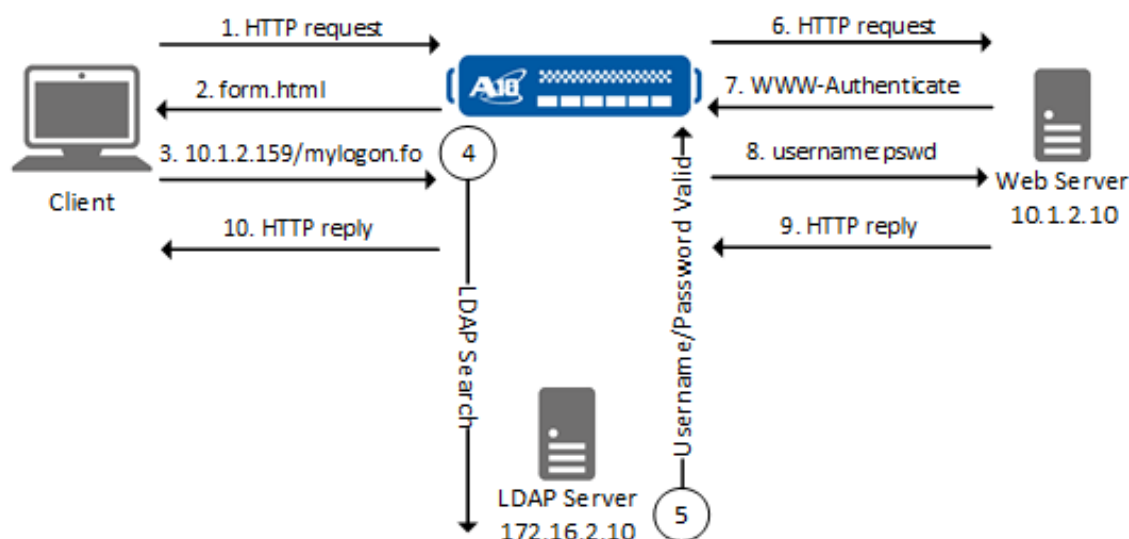 1. HTTP request
6. HTTP request
A10
2. form.html
7. WWW-Authenticate
3. 10.1.2.159/mylogon.fo
4
8. username:pswd
Client
Web Server
10.1.2.10
10. HTTP reply
9. HTTP reply
LDAP Search
Username/Password Valid
LDAP Server
172.16.2.10
5